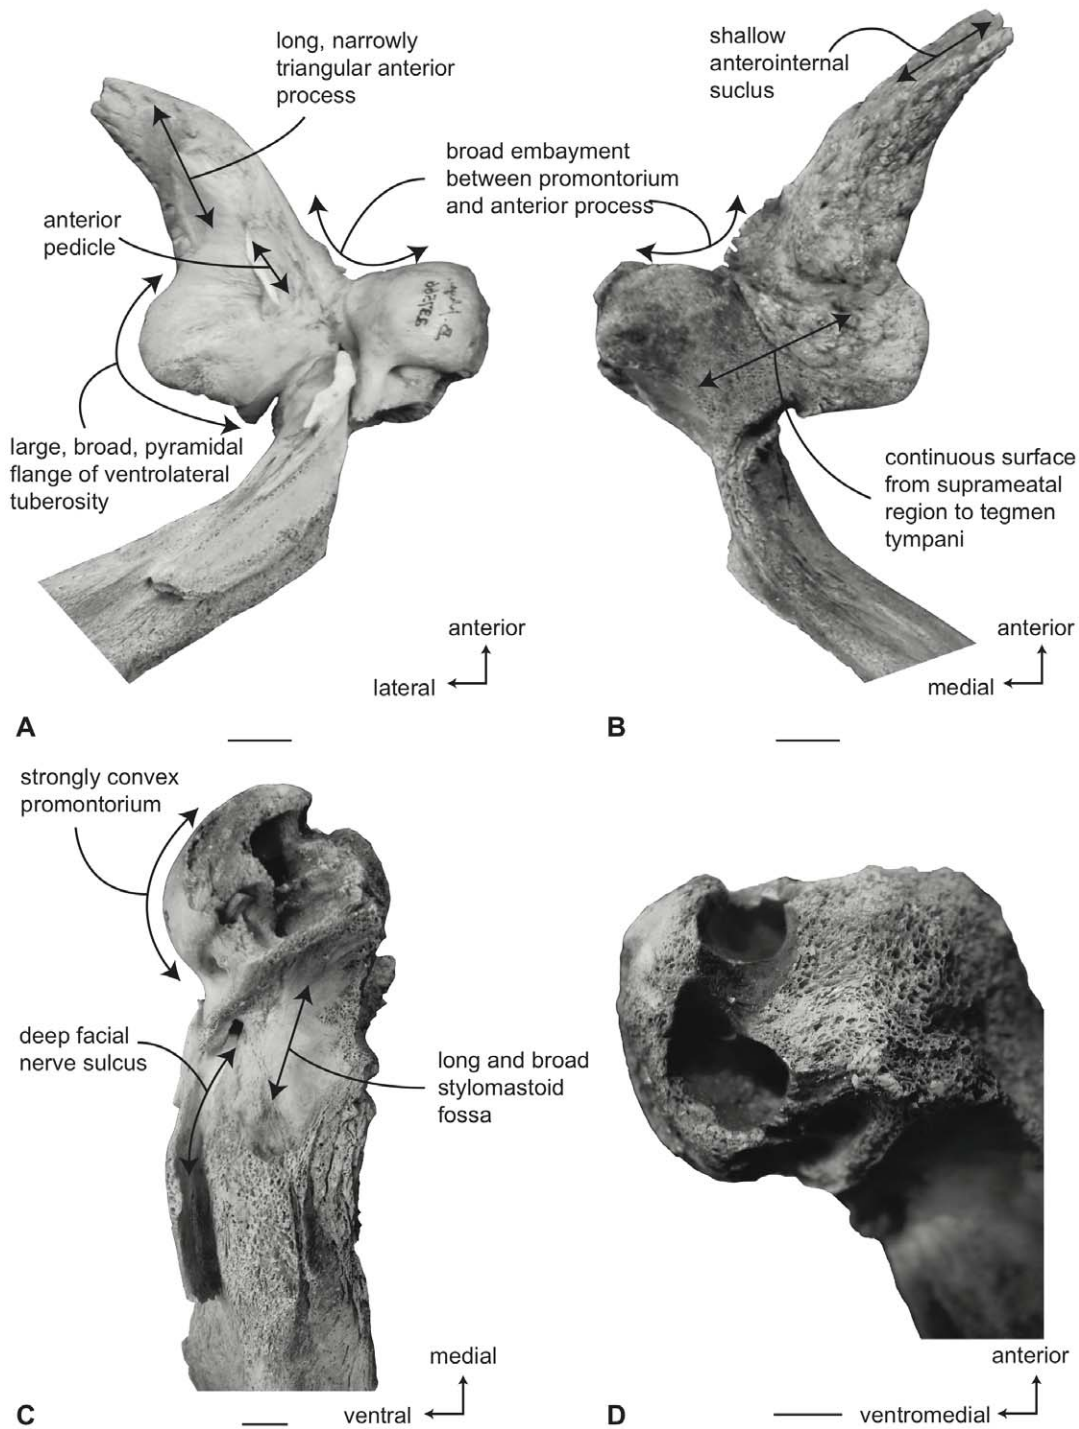 long, narrowly
triangular anterior
process
shallow
anterointernal
suclus
broad embayment
between promontorium
and anterior process
anterior
pedicle
large, broad, pyramidal
flange of ventrolateral
tuberosity
continuous surface
from suprameatal
region to tegmen
tympani
anterior
lateral
anterior
medial
A
B
strongly convex
promontorium
deep facial
nerve sulcus
long and broad
stylomastoid
fossa
medial
ventral
anterior
ventromedial
C
D